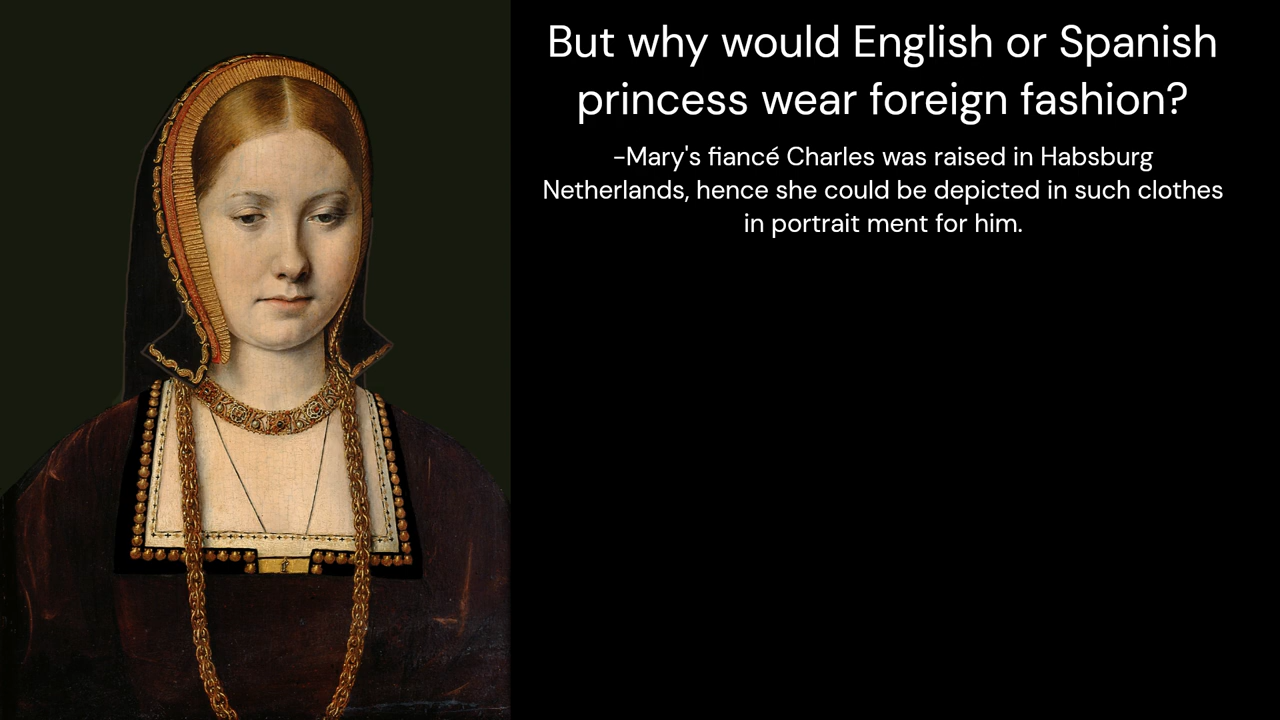 But why would English or Spanish
princess wear foreign fashion?
-Mary's fiancé Charles was raised in Habsburg
Netherlands, hence she could be depicted in such clothes
in portrait ment for him.